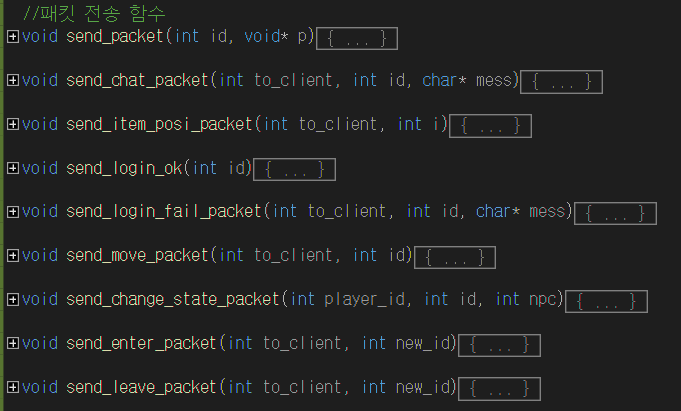 //패킷 전송 함수
void send_packet(int id, void* p){ ... }
void send_chat_packet(int to_client, int id, char* mess){ ... }
void send_item_posi_packet(int to_client, int i){ ... }
void send_login_ok(int id){ ... }
void send_login_fail_packet(int to_client, int id, char* mess){ ... }
void send_move_packet(int to_client, int id){ ... }
void send_change_state_packet(int player_id, int id, int npc){ ... }
void send_enter_packet(int to_client, int new_id){ ... }
void send_leave_packet(int to_client, int new_id){ ... }